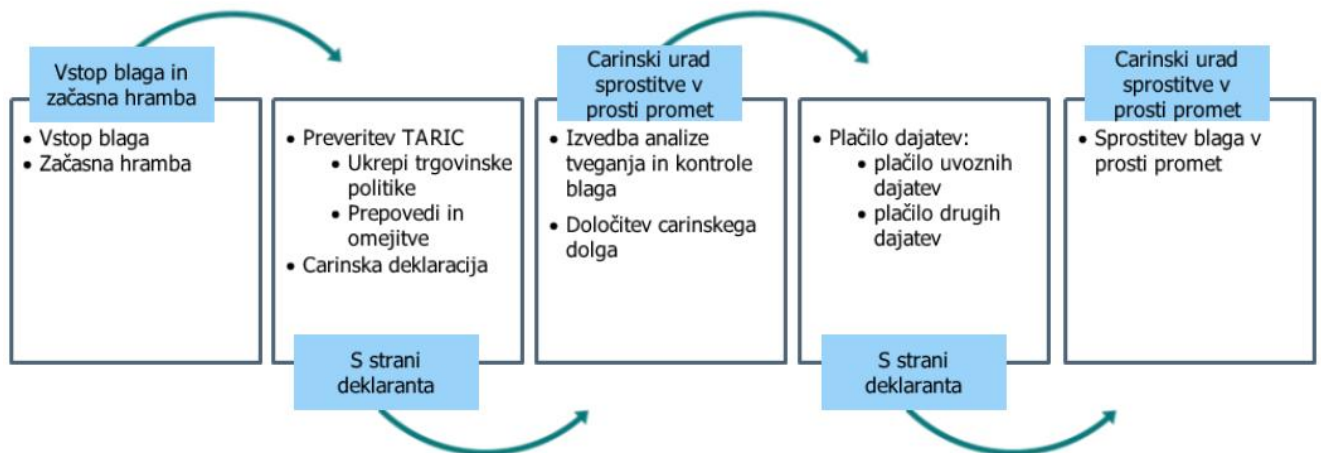 Vstop blaga in
začasna hramba
• Vstop blaga
• Začasna hramba
• Preveritev TARIC
• Ukrepi trgovinske
politike
• Prepovedi in
omejitve
• Carinska deklaracija
S strani
deklaranta
Carinski urad
sprostitve v
prosti promet
• Izvedba analize
tveganja in kontrole
blaga
• Določitev carinskega
dolga
• Plačilo dajatev:
• plačilo uvoznih
dajatev
• plačilo drugih
dajatev
S strani
deklaranta
Carinski urad
sprostitve v
prosti promet
• Sprostitev blaga v
prosti promet